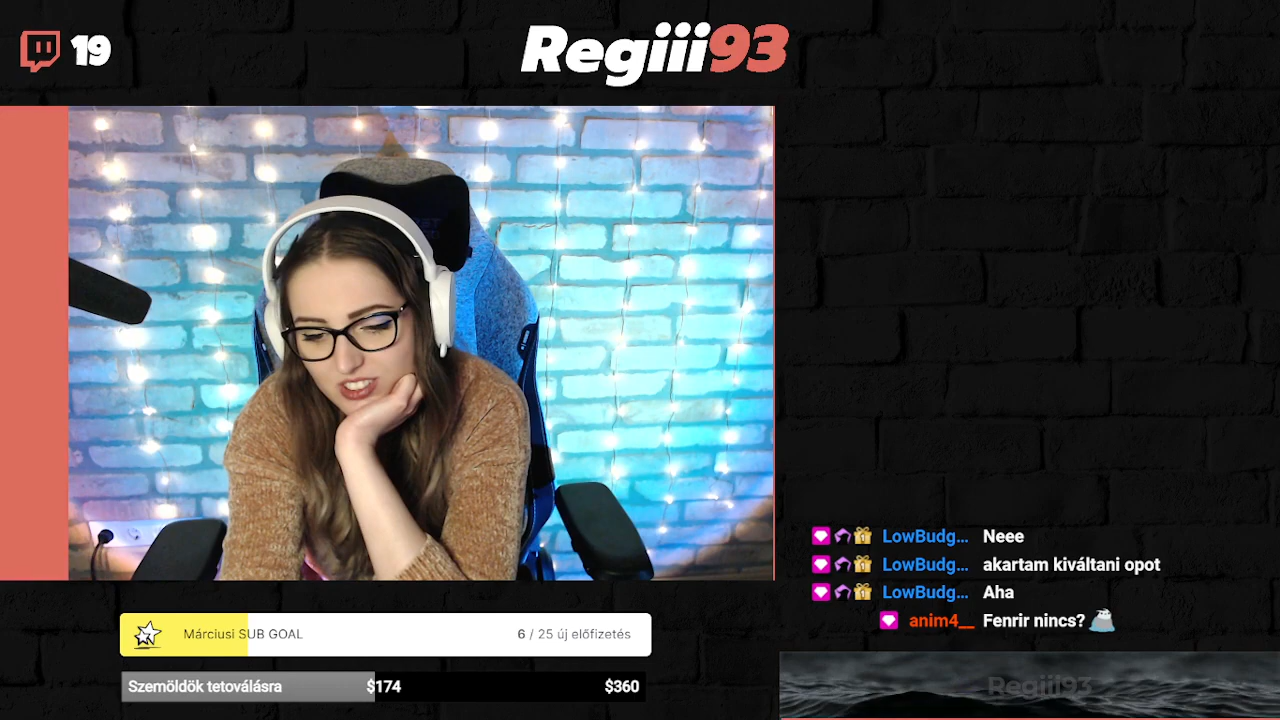 19
Regiii93
LowBudg... Neee
LowBudg... akartam kiváltani opot
LowBudg... Aha
anim4__ Fenrir nincs?
Márciusi SUB GOAL 6 / 25 új előfizetés
Szemöldök tetoválásra $174 $360
Regiii93